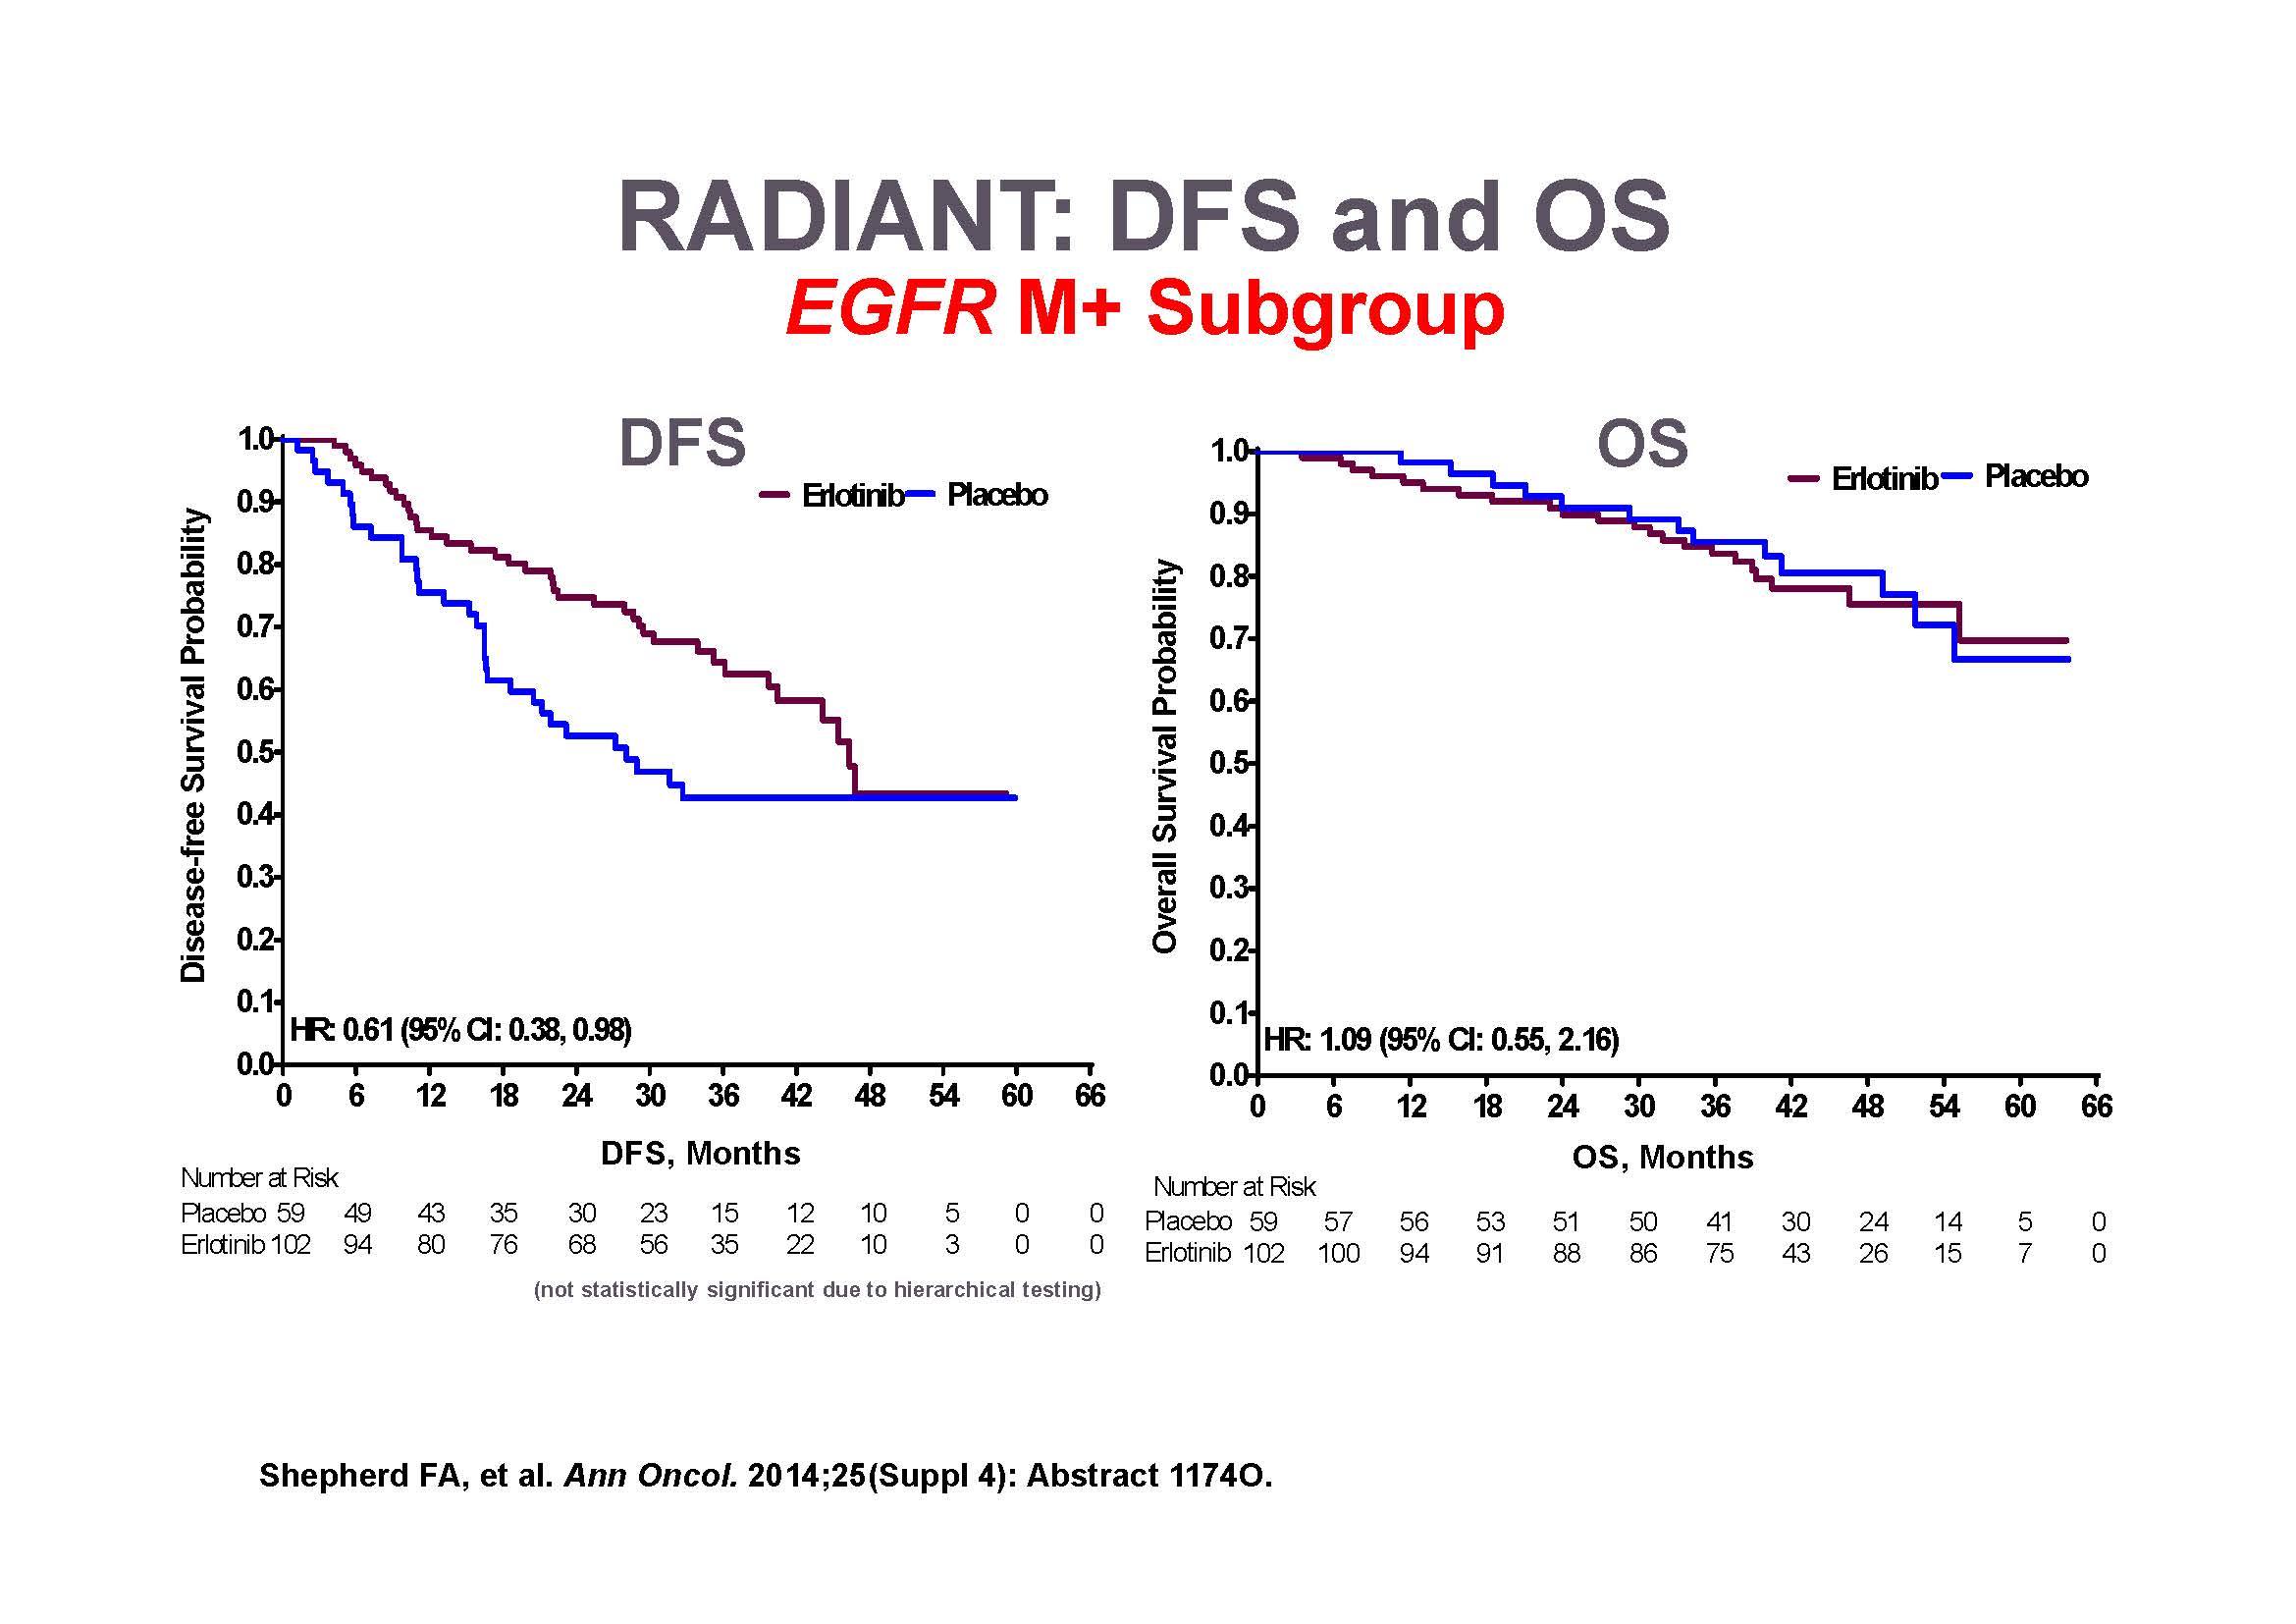 RADIANT: DFS and OS
EGFR M+ Subgroup
DFS
Erlotinib Placebo
Disease-free Survival Probability
1.0
0.9
0.8
0.7
0.6
0.5
0.4
0.3
0.2
0.1
0.0
HR: 0.61 (95% CI: 0.38, 0.98)
0 6 12 18 24 30 36 42 48 54 60 66
DFS, Months
Number at Risk
Placebo 59 49 43 35 30 23 15 12 10 5 0 0
Erlotinib 102 94 80 76 68 56 35 22 10 3 0 0
(not statistically significant due to hierarchical testing)
OS
Erlotinib Placebo
Overall Survival Probability
1.0
0.9
0.8
0.7
0.6
0.5
0.4
0.3
0.2
0.1
0.0
HR: 1.09 (95% CI: 0.55, 2.16)
0 6 12 18 24 30 36 42 48 54 60 66
OS, Months
Number at Risk
Placebo 59 57 56 53 51 50 41 30 24 14 5 0
Erlotinib 102 100 94 91 88 86 75 43 26 15 7 0
Shepherd FA, et al. Ann Oncol. 2014;25(Suppl 4): Abstract 1174O.